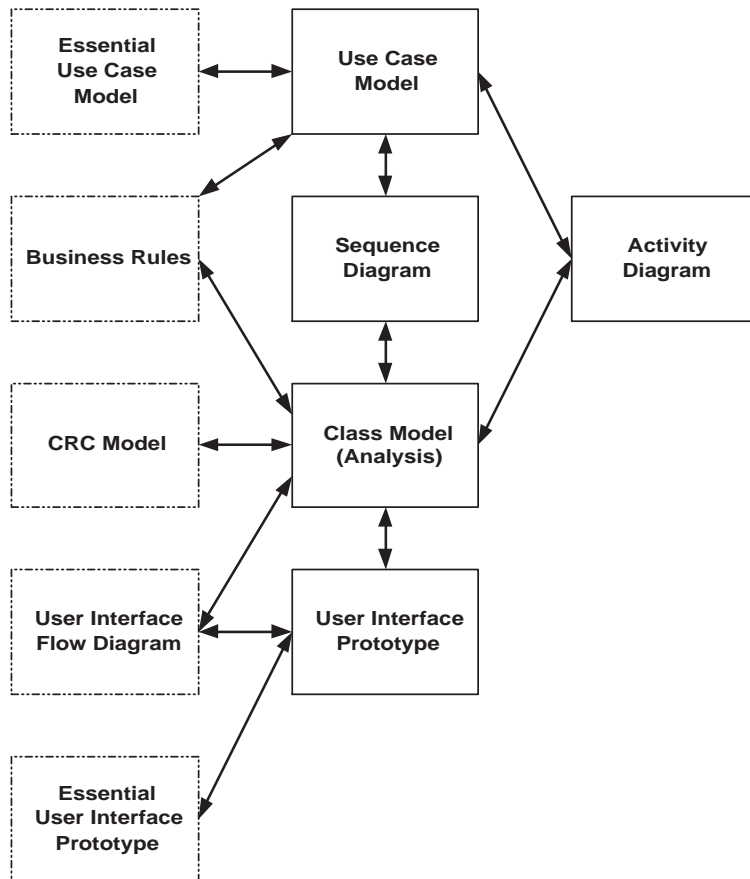 Essential
Use Case
Model
Use Case
Model
Business Rules
Sequence
Diagram
Activity
Diagram
CRC Model
Class Model
(Analysis)
User Interface
Flow Diagram
User Interface
Prototype
Essential
User Interface
Prototype